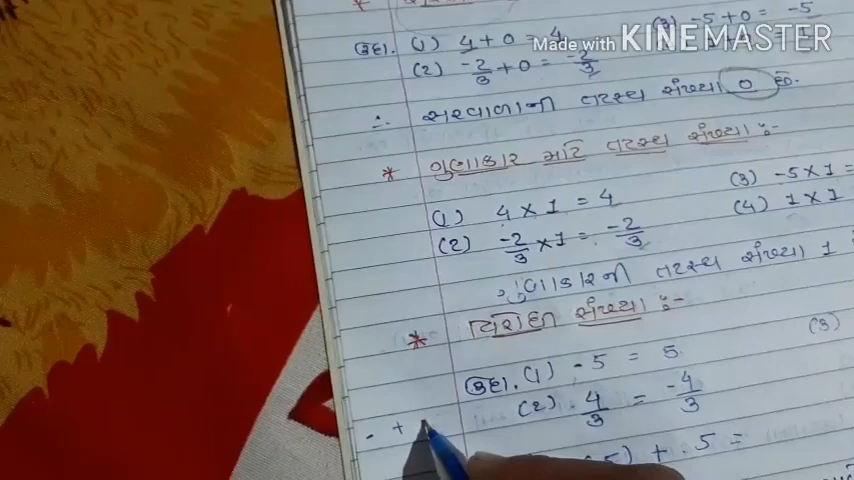 ઉદા. (1) 4 + 0 = 4 (3) -5 + 0 = -5
(2) -2/3 + 0 = -2/3
Made with KINEMASTER
∴ સરવાળાની તટસ્થ સંખ્યા 0 છે.
* ગુણાકાર માટે તટસ્થ સંખ્યા :-
(1) 4 × 1 = 4 (3) -5 × 1 =
(2) -2/3 × 1 = -2/3 (4) 1 × 1
ગુણાકારની તટસ્થ સંખ્યા 1
* વિરોધી સંખ્યા :-
ઉદા. (1) -5 = 5 (3)
(2) 4/3 = -4/3
- +
5) + 5 =